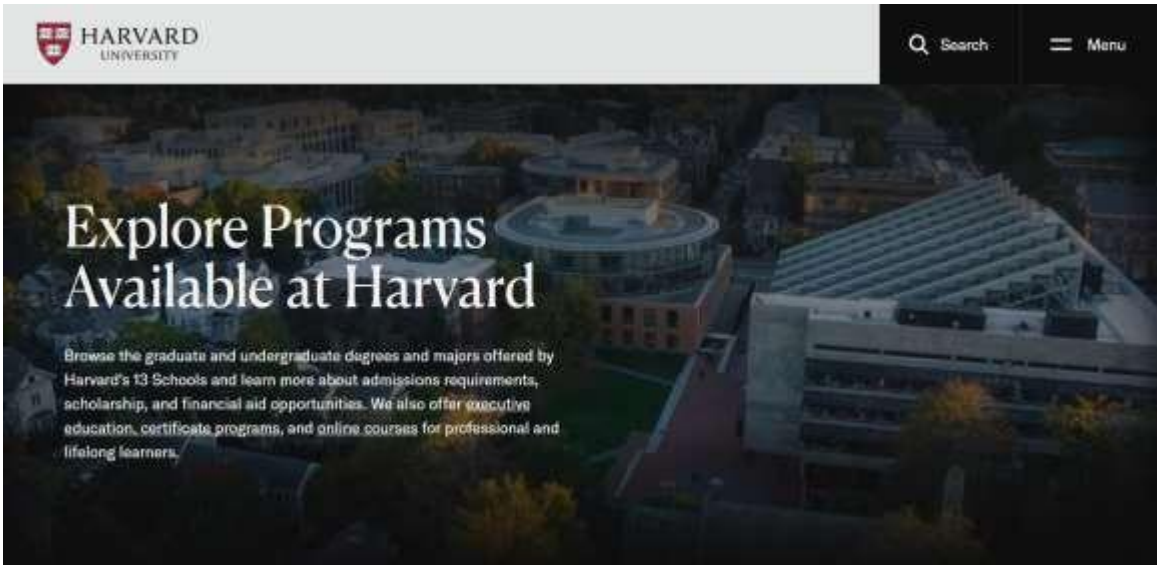 HARVARD
UNIVERSITY
Search
Menu
Explore Programs
Available at Harvard
Browse the graduate and undergraduate degrees and majors offered by
Harvard's 13 Schools and learn more about admissions requirements,
scholarship, and financial aid opportunities. We also offer executive
education, certificate programs, and online courses for professional and
lifelong learners.